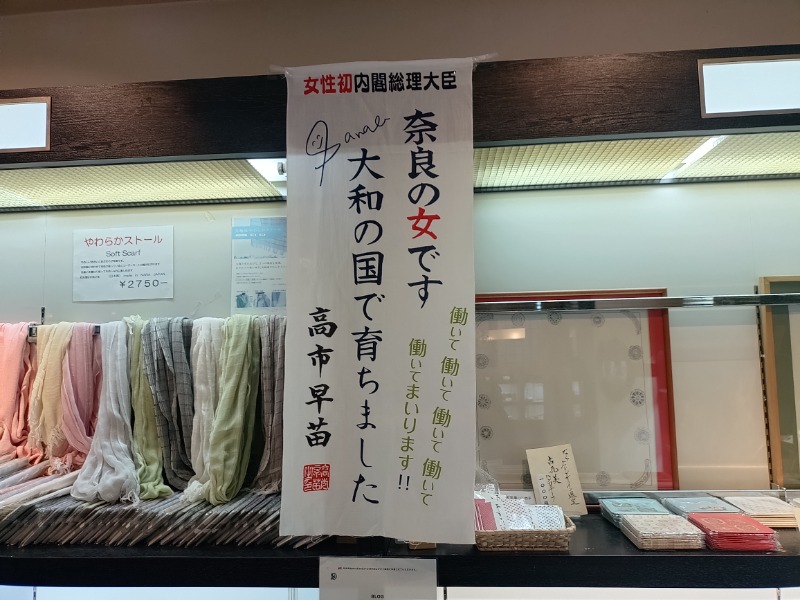 女性初内閣総理大臣
奈良の女です
大和の国で育ちました
Sanae
働いて 働いて 働いて 働いて
働いてまいります!!
高市早苗
やわらかストール
Soft Scarf
¥2750-
BLOG